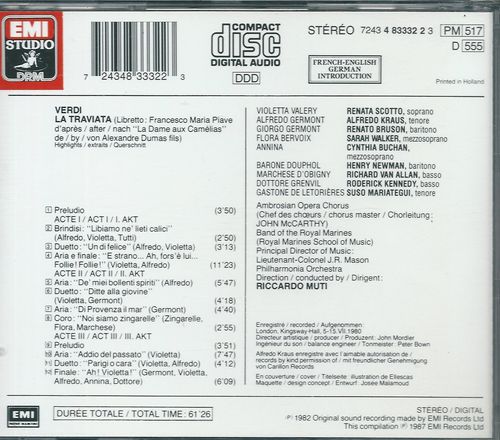 EMI
STUDIO
DRM
7 24348 33322 3
COMPACT
disc
DIGITAL AUDIO
DDD
STÉRÉO 7243 4 83332 2 3
PM 517
D 555
FRENCH-ENGLISH
GERMAN
INTRODUCTION
Printed in Holland
VERDI
LA TRAVIATA (Libretto: Francesco Maria Piave
d'après / after / nach "La Dame aux Camélias"
de / by / von Alexandre Dumas fils)
Highlights / extraits / Querschnitt
1 Preludio (3'50)
ACTE I / ACT I / I. AKT
2 Brindisi: "Libiamo ne' lieti calici"
(Alfredo, Violetta, Tutti) (2'50)
3 Duetto: "Un di felice" (Alfredo, Violetta) (3'13)
4 Aria e finale: "E strano... Ah, fors'è lui...
Follie! Follie!" (Violetta, Alfredo) (11'23)
ACTE II / ACT II / II. AKT
5 Aria: "De' miei bollenti spiriti" (Alfredo) (5'47)
6 Duetto: "Ditte alla giovine"
(Violetta, Germont) (4'18)
7 Aria: "Di Provenza il mar" (Germont) (4'40)
8 Coro: "Noi siamo zingarelle" (Zingarelle,
Flora, Marchese) (2'55)
ACTE III / ACT III / III. AKT
9 Preludio (3'51)
Aria: "Addio del passato" (Violetta) (7'47)
Duetto: "Parigi o cara" (Violetta, Alfredo) (4'12)
Finale: "Ah! Violetta!" (Germont, Violetta,
Alfredo, Annina, Dottore) (6'09)
VIOLETTA VALERY RENATA SCOTTO, soprano
ALFREDO GERMONT ALFREDO KRAUS, tenore
GIORGO GERMONT RENATO BRUSON, baritono
FLORA BERVOIX SARAH WALKER, mezzosoprano
ANNINA CYNTHIA BUCHAN,
mezzosoprano
BARONE DOUPHOL HENRY NEWMAN, baritono
MARCHESE D'OBIGNY RICHARD VAN ALLAN, basso
DOTTORE GRENVIL RODERICK KENNEDY, basso
GASTONE DE LETORIÈRES SUSO MARIATEGUI, tenore
Ambrosian Opera Chorus
(Chef des chœurs / chorus master / Chorleitung:
JOHN McCARTHY)
Band of the Royal Marines
(Royal Marines School of Music)
Principal Director of Music:
Lieutenant-Colonel J.R. Mason
Philharmonia Orchestra
Direction / conducted by / Dirigent:
RICCARDO MUTI
Enregistré / recorded / Aufgenommen
London, Kingsway-Hall, 5-15.VII.1980
Directeur artistique / producer / Produzent: John Mordler
Ingénieur du son / balance engineer / Tonmeister: Peter Bown
Alfredo Kraus enregistre avec l'aimable autorisation de /
records by kind permission of / mit freundlicher Genehmigung
von Carillon Records
En couverture / cover / Titelseite: illustration de Ellescas
Maquette / design concept / Entwurf: Josée Malamoud
EMI
DURÉE TOTALE / TOTAL TIME: 61'26
STÉRÉO / DIGITAL
Ⓟ 1982 Original sound recording made by EMI Records Ltd
This compilation Ⓟ 1987 EMI Records Ltd